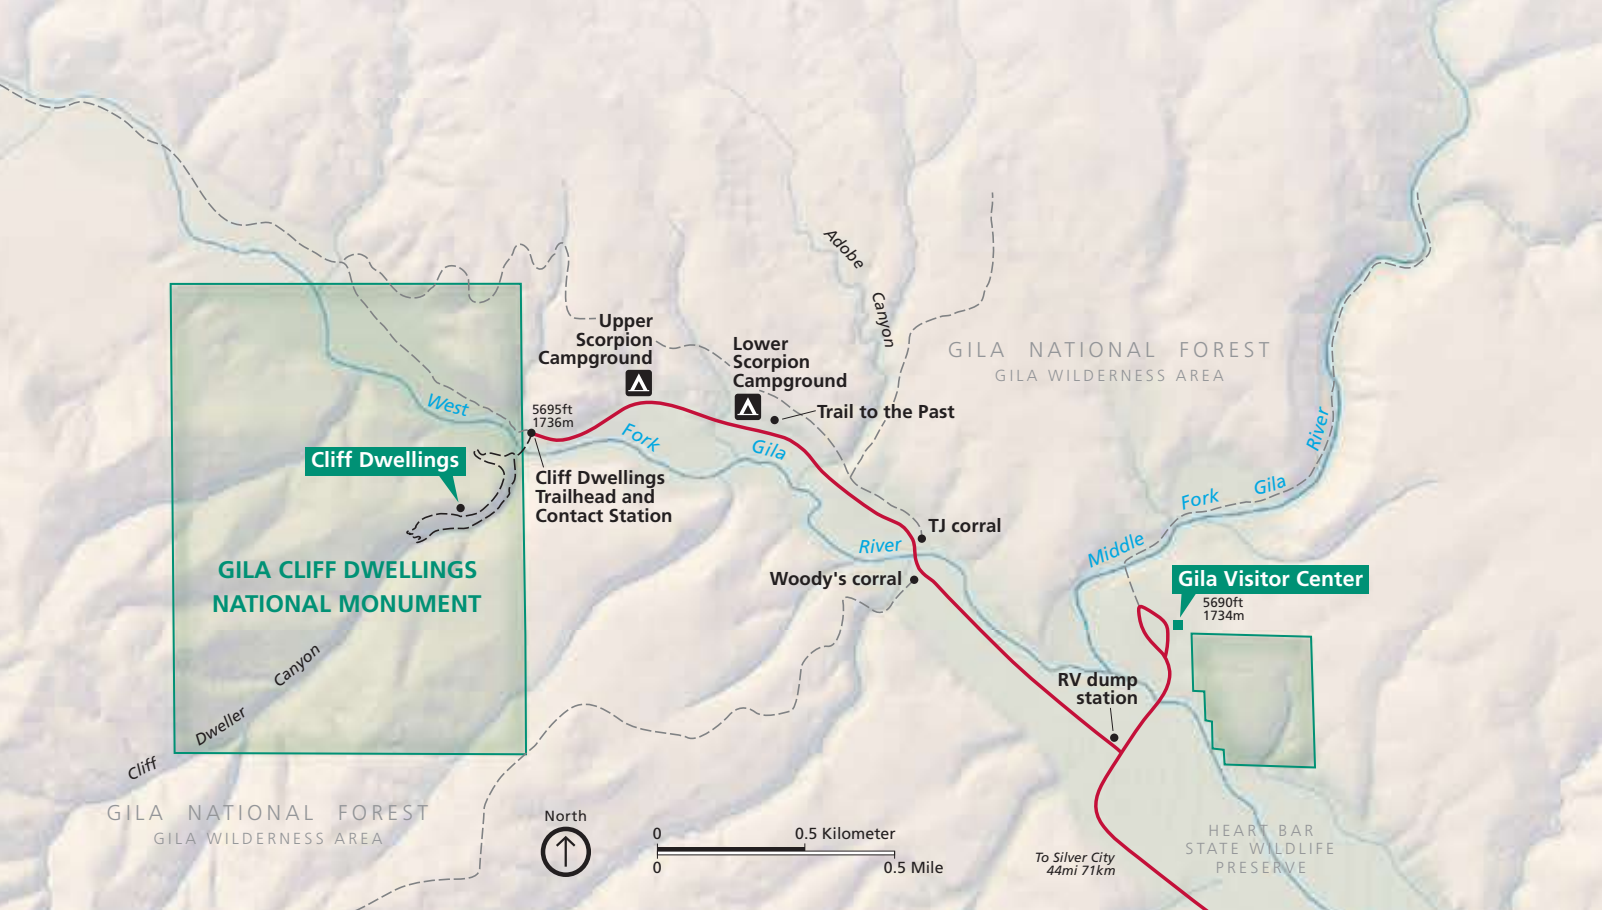 Adobe
Canyon
Upper
Scorpion
Campground
Lower
Scorpion
Campground
GILA NATIONAL FOREST
GILA WILDERNESS AREA
West
5695ft
1736m
Trail to the Past
Fork
Gila
River
Cliff Dwellings
Cliff Dwellings
Trailhead and
Contact Station
Gila
Fork
Middle
TJ corral
River
Woody's corral
GILA CLIFF DWELLINGS
NATIONAL MONUMENT
Gila Visitor Center
5690ft
1734m
Canyon
Dweller
Cliff
RV dump
station
GILA NATIONAL FOREST
GILA WILDERNESS AREA
North
0
0.5 Kilometer
0
0.5 Mile
To Silver City
44mi 71km
HEART BAR
STATE WILDLIFE
PRESERVE